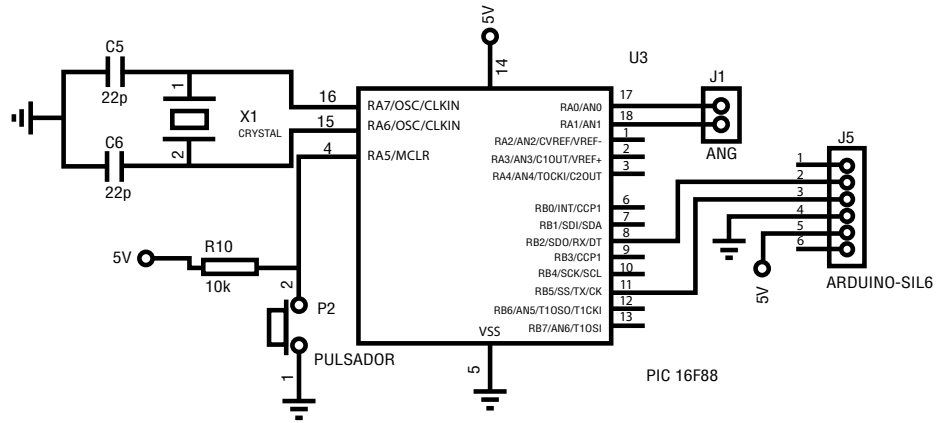 5V
C5
22p
1
X1
CRYSTAL
2
C6
22p
5V
R10
10k
2
P2
PULSADOR
1
14
U3
16 RA7/OSC/CLKIN
15 RA6/OSC/CLKIN
4 RA5/MCLR
RA0/AN0 17
RA1/AN1 18
RA2/AN2/CVREF/VREF- 1
RA3/AN3/C1OUT/VREF+ 2
RA4/AN4/TOCKI/C2OUT 3
RB0/INT/CCP1 6
RB1/SDI/SDA 7
RB2/SDO/RX/DT 8
RB3/CCP1 9
RB4/SCK/SCL 10
RB5/SS/TX/CK 11
RB6/AN5/T1OSO/T1CKI 12
RB7/AN6/T1OSI 13
VSS
5
PIC 16F88
J1
ANG
J5
1
2
3
4
5
6
5V
ARDUINO-SIL6